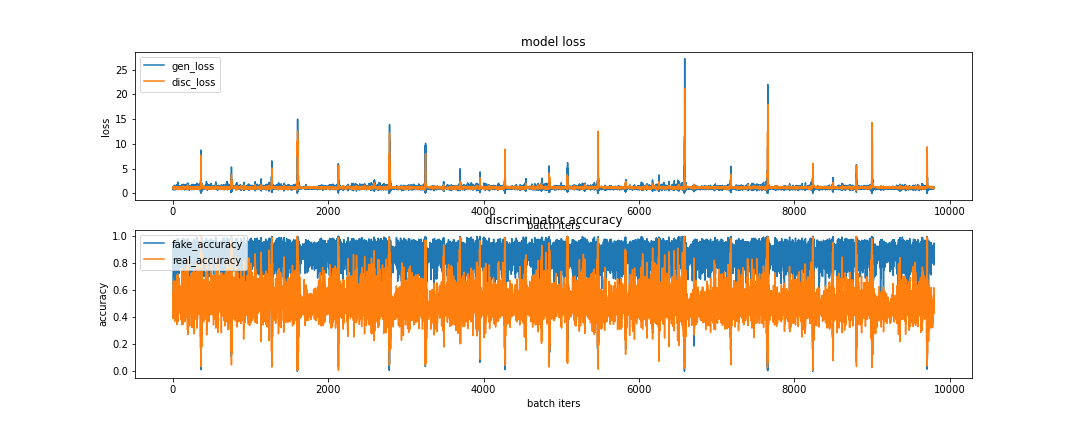 model loss
gen_loss
disc_loss
loss
25
20
15
10
5
0
0
2000
4000
6000
8000
10000
batch iters
discriminator accuracy
fake_accuracy
real_accuracy
accuracy
1.0
0.8
0.6
0.4
0.2
0.0
0
2000
4000
6000
8000
10000
batch iters